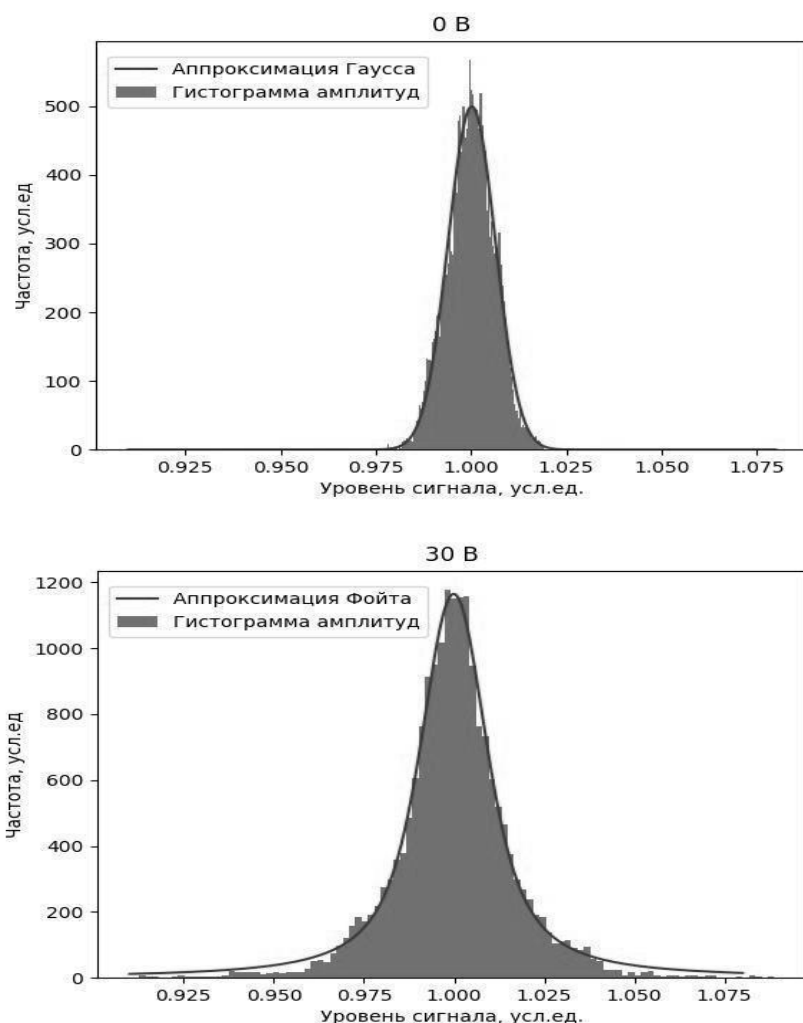 0 В
Аппроксимация Гаусса
Гистограмма амплитуд
500
400
300
200
100
0
Частота, усл.ед
0.925 0.950 0.975 1.000 1.025 1.050 1.075
Уровень сигнала, усл.ед.
30 В
1200
Аппроксимация Фойта
Гистограмма амплитуд
1000
800
600
400
200
0
Частота, усл.ед
0.925 0.950 0.975 1.000 1.025 1.050 1.075
Уровень сигнала, усл.ед.